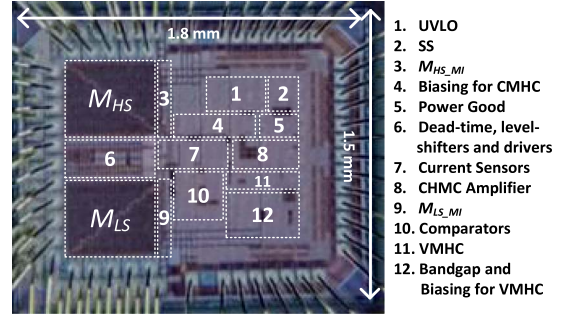 1.8 mm
1.5 mm
M_HS
3
1
2
4
5
6
7
8
M_LS
9
10
11
12
1. UVLO
2. SS
3. M_HS_MI
4. Biasing for CMHC
5. Power Good
6. Dead-time, level-
shifters and drivers
7. Current Sensors
8. CHMC Amplifier
9. M_LS_MI
10. Comparators
11. VMHC
12. Bandgap and
Biasing for VMHC